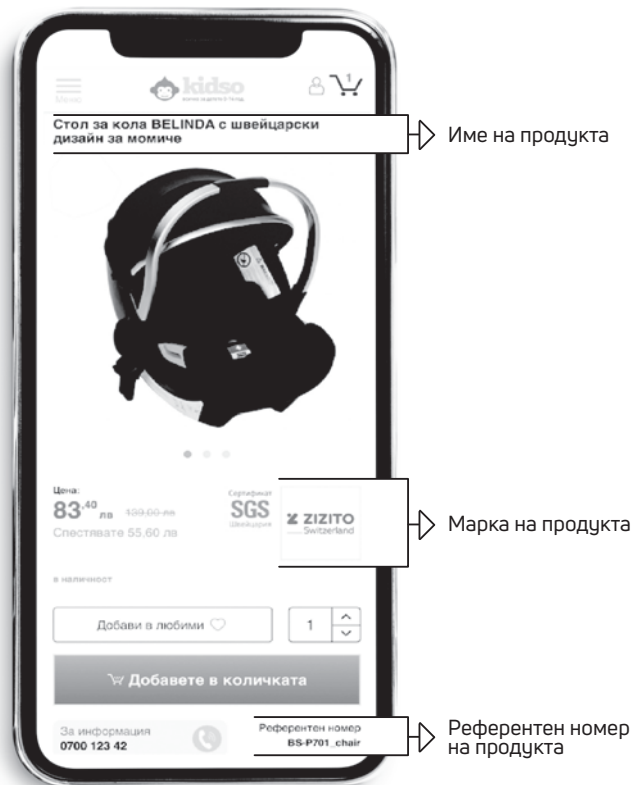 Меню
kidso
1
Стол за кола BELINDA с швейцарски
дизайн за момиче
Име на продукта
Цена:
83,40 лв 139.00 лв
Спестявате 55.60 лв
Сертификат
SGS
Швейцария
ZIZITO
Switzerland
Марка на продукта
в наличност
Добави в любими
1
Добавете в количката
За информация
0700 123 42
Референтен номер
BS-P701_chair
Референтен номер
на продукта